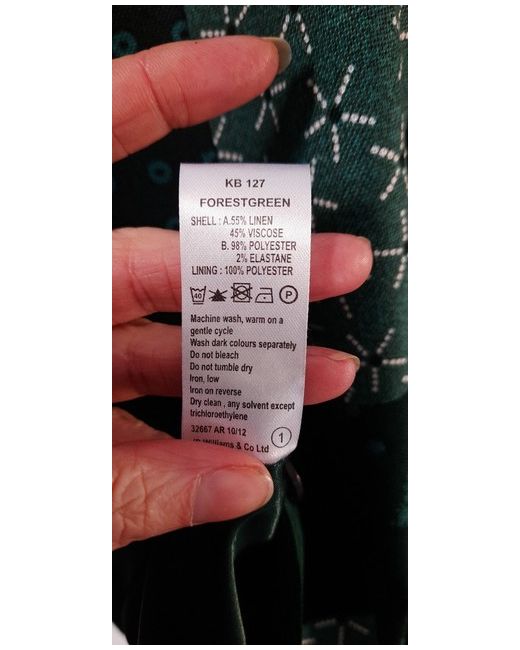 KB 127
FORESTGREEN
SHELL : A.55% LINEN
45% VISCOSE
B. 98% POLYESTER
2% ELASTANE
LINING : 100% POLYESTER
40 P
Machine wash, warm on a
gentle cycle
Wash dark colours separately
Do not bleach
Do not tumble dry
Iron, low
Iron on reverse
Dry clean , any solvent except
trichloroethylene
32667 AR 10/12
Williams & Co Ltd
1